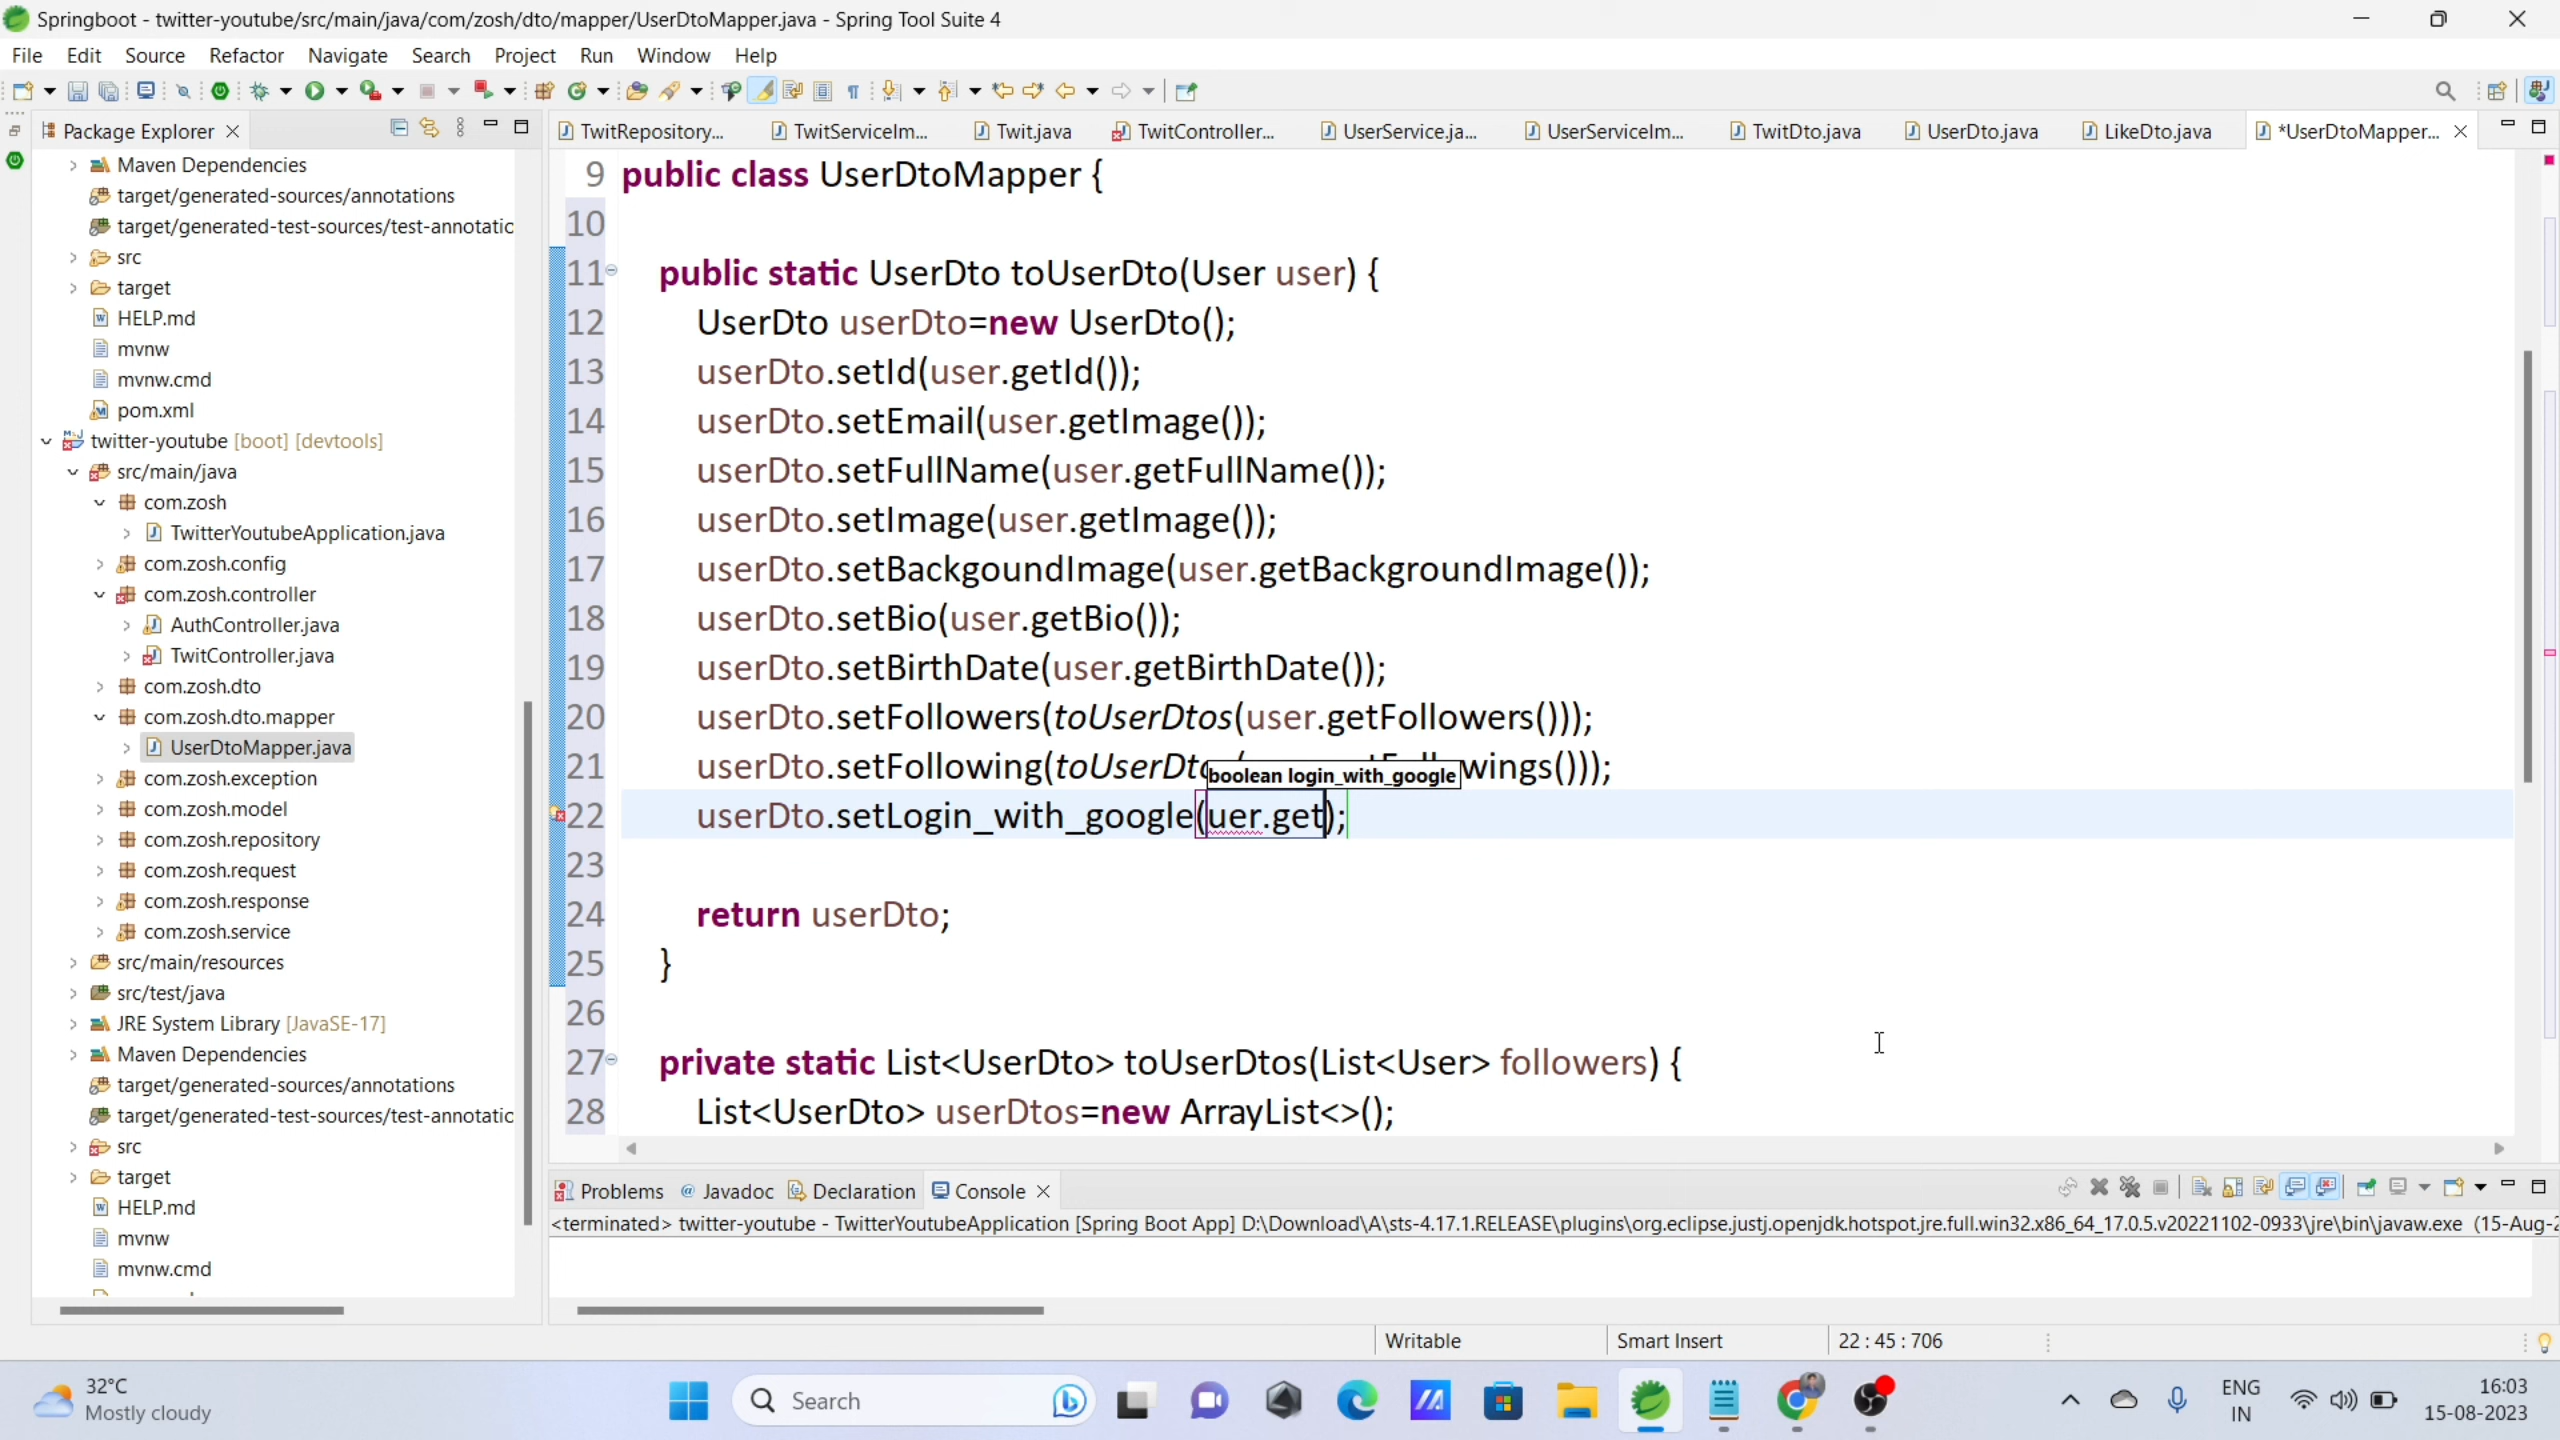 Springboot - twitter-youtube/src/main/java/com/zosh/dto/mapper/UserDtoMapper.java - Spring Tool Suite 4
File Edit Source Refactor Navigate Search Project Run Window Help
Package Explorer
TwitRepository... TwitServiceIm... Twit.java TwitController... UserService.ja... UserServiceIm... TwitDto.java UserDto.java LikeDto.java *UserDtoMapper...
Maven Dependencies
target/generated-sources/annotations
target/generated-test-sources/test-annotatic
src
target
HELP.md
mvnw
mvnw.cmd
pom.xml
twitter-youtube [boot] [devtools]
src/main/java
com.zosh
TwitterYoutubeApplication.java
com.zosh.config
com.zosh.controller
AuthController.java
TwitController.java
com.zosh.dto
com.zosh.dto.mapper
UserDtoMapper.java
com.zosh.exception
com.zosh.model
com.zosh.repository
com.zosh.request
com.zosh.response
com.zosh.service
src/main/resources
src/test/java
JRE System Library [JavaSE-17]
Maven Dependencies
target/generated-sources/annotations
target/generated-test-sources/test-annotatic
src
target
HELP.md
mvnw
mvnw.cmd
9 public class UserDtoMapper {
10
11 public static UserDto toUserDto(User user) {
12 UserDto userDto=new UserDto();
13 userDto.setId(user.getId());
14 userDto.setEmail(user.getImage());
15 userDto.setFullName(user.getFullName());
16 userDto.setImage(user.getImage());
17 userDto.setBackgoundImage(user.getBackgroundImage());
18 userDto.setBio(user.getBio());
19 userDto.setBirthDate(user.getBirthDate());
20 userDto.setFollowers(toUserDtos(user.getFollowers()));
21 userDto.setFollowing(toUserDto wings()));
boolean login_with_google
22 userDto.setLogin_with_google(uer.get);
23
24 return userDto;
25 }
26
27 private static List<UserDto> toUserDtos(List<User> followers) {
28 List<UserDto> userDtos=new ArrayList<>();
Problems Javadoc Declaration Console
<terminated> twitter-youtube - TwitterYoutubeApplication [Spring Boot App] D:\Download\A\sts-4.17.1.RELEASE\plugins\org.eclipse.justj.openjdk.hotspot.jre.full.win32.x86_64_17.0.5.v20221102-0933\jre\bin\javaw.exe (15-Aug-2
Writable Smart Insert 22 : 45 : 706
32°C
Mostly cloudy
Search
ENG
IN
16:03
15-08-2023